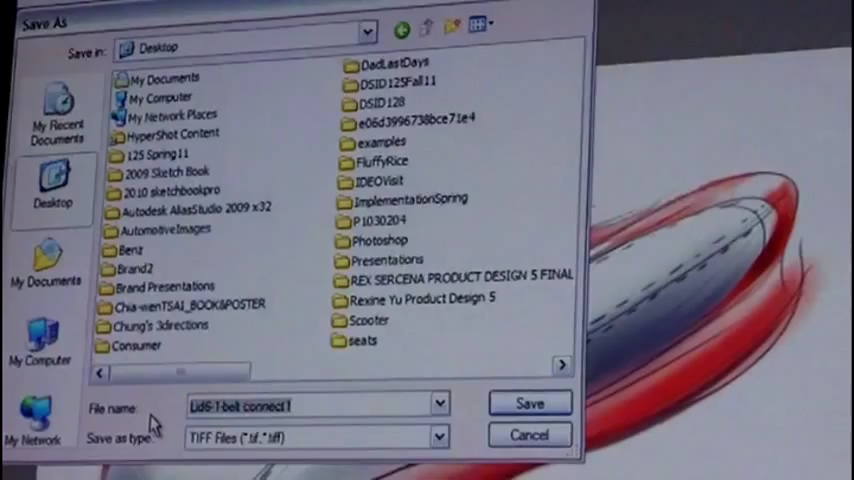 Save As
Save in: Desktop
My Recent
Documents
Desktop
My Documents
My Computer
My Network
My Documents
My Computer
My Network Places
HyperShot Content
125 Spring11
2009 Sketch Book
2010 sketchbookpro
Autodesk AliasStudio 2009 x32
AutomotiveImages
Benz
Brand2
Brand Presentations
Chia-wenTSAI_BOOK&POSTER
Chung's 3directions
Consumer
DadLastDays
DSID125Fall11
DSID128
e06d3996738bce71e4
examples
FluffyRice
IDEOVisit
ImplementationSpring
P1030204
Photoshop
Presentations
REX SERCENA PRODUCT DESIGN 5 FINAL
Rexine Yu Product Design 5
Scooter
seats
File name: Lid6-1-belt connect1
Save
Save as type: TIFF Files (*.tif,*.tiff)
Cancel